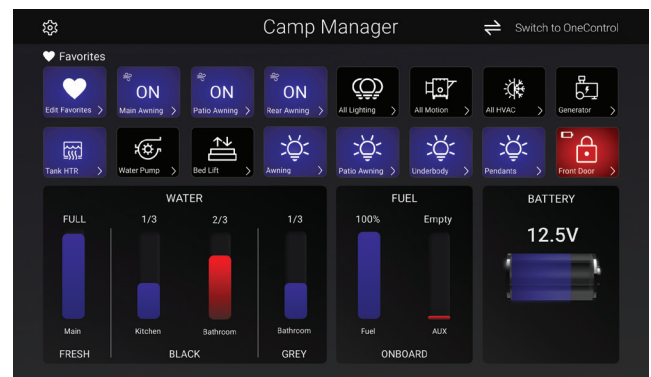 Camp Manager
Switch to OneControl
Favorites
Edit Favorites
ON
Main Awning
ON
Patio Awning
ON
Rear Awning
All Lighting
All Motion
All HVAC
Generator
Tank HTR
Water Pump
Bed Lift
Awning
Patio Awning
Underbody
Pendants
Front Door
WATER
FULL
1/3
2/3
1/3
Main
Kitchen
Bathroom
Bathroom
FRESH
BLACK
GREY
FUEL
100%
Empty
Fuel
AUX
ONBOARD
BATTERY
12.5V